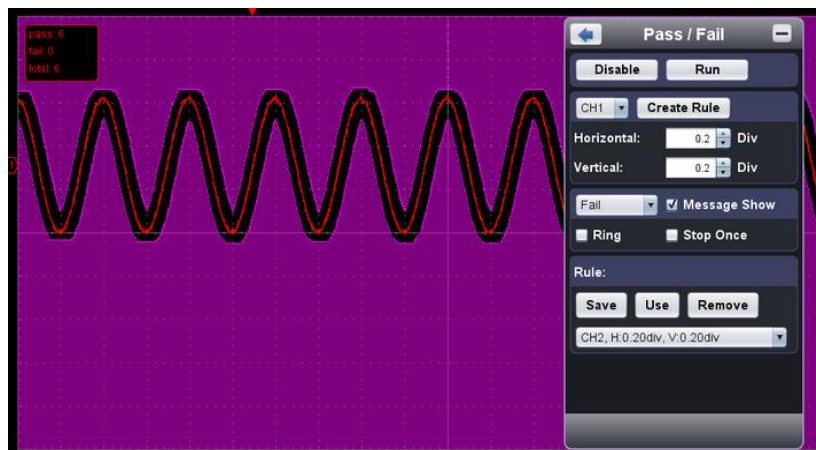 pass: 6
fail: 0
total: 6
Pass / Fail
Disable Run
CH1 Create Rule
Horizontal: 0.2 Div
Vertical: 0.2 Div
Fail Message Show
Ring Stop Once
Rule:
Save Use Remove
CH2, H:0.20div, V:0.20div